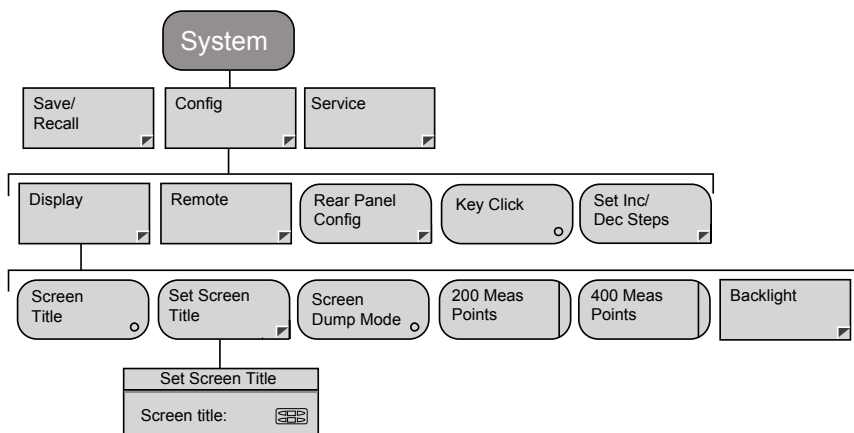 System
Save/
Recall
Config
Service
Display
Remote
Rear Panel
Config
Key Click
Set Inc/
Dec Steps
Screen
Title
Set Screen
Title
Screen
Dump Mode
200 Meas
Points
400 Meas
Points
Backlight
Set Screen Title
Screen title: